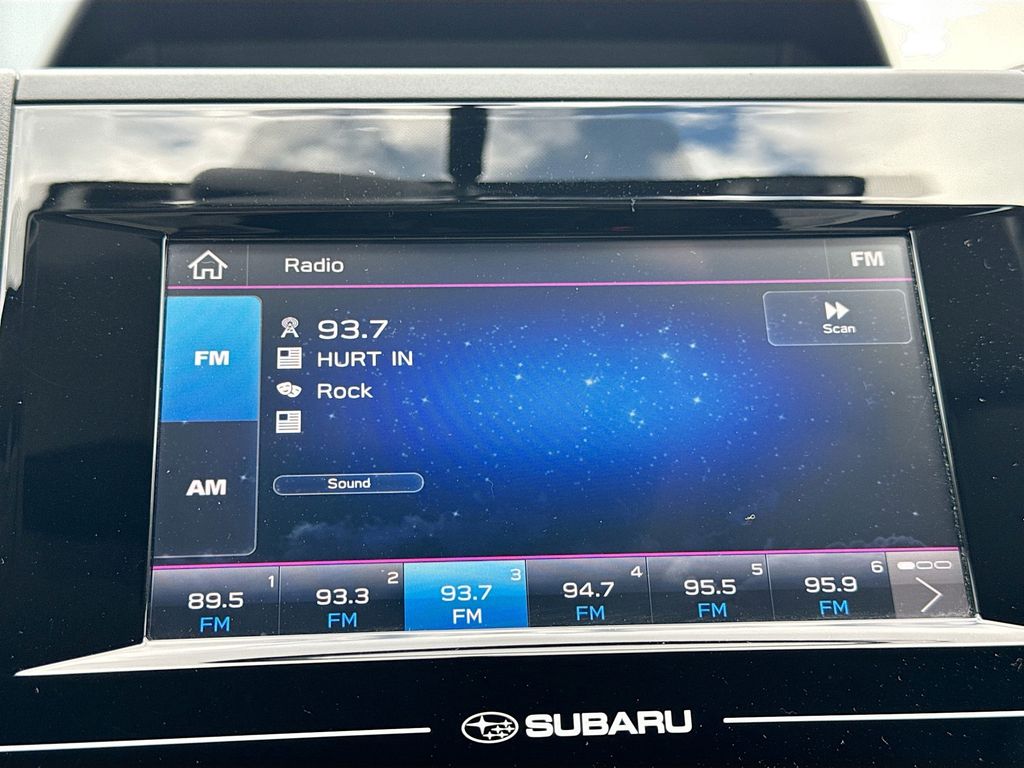 Radio
FM
FM
93.7
HURT IN
Rock
Scan
AM
Sound
1
89.5
FM
2
93.3
FM
3
93.7
FM
4
94.7
FM
5
95.5
FM
6
95.9
FM
SUBARU